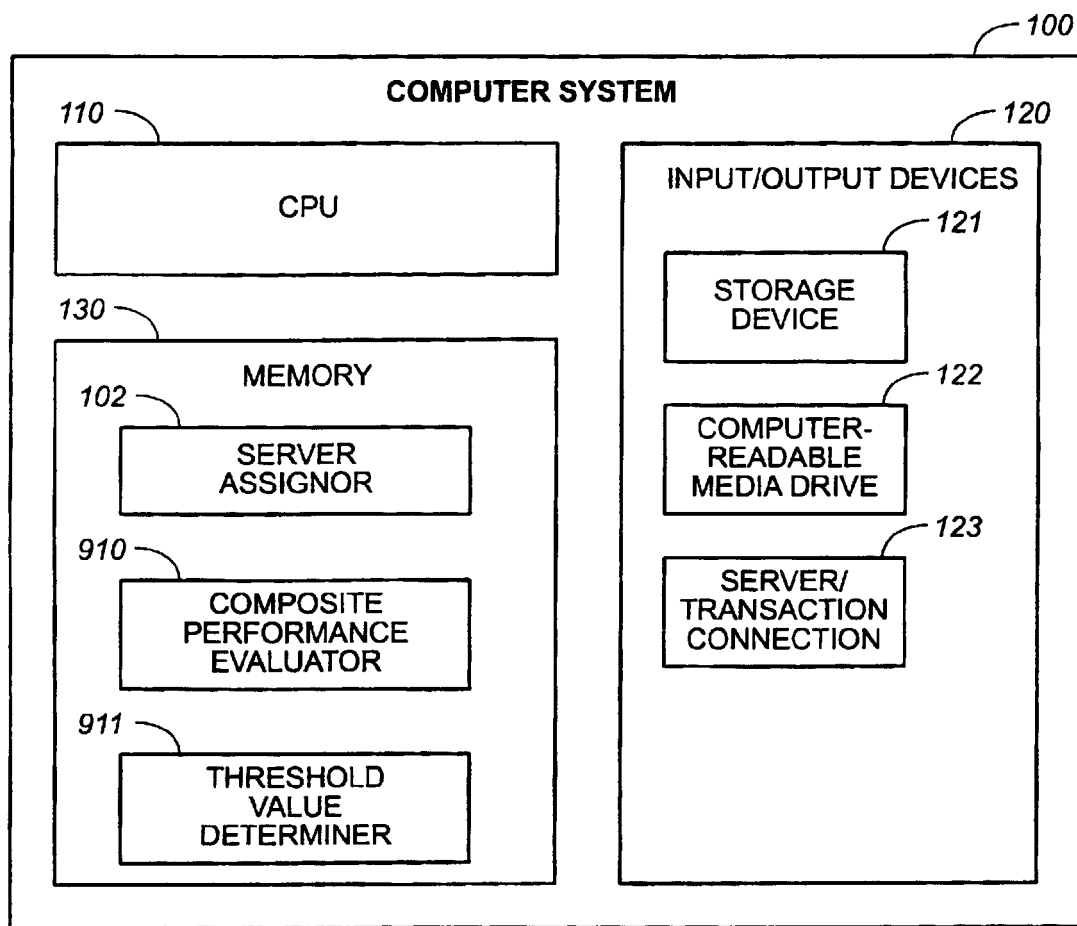 100
COMPUTER SYSTEM
110
CPU
120
INPUT/OUTPUT DEVICES
121
STORAGE
DEVICE
130
MEMORY
122
COMPUTER-
READABLE
MEDIA DRIVE
102
SERVER
ASSIGNOR
123
SERVER/
TRANSACTION
CONNECTION
910
COMPOSITE
PERFORMANCE
EVALUATOR
911
THRESHOLD
VALUE
DETERMINER